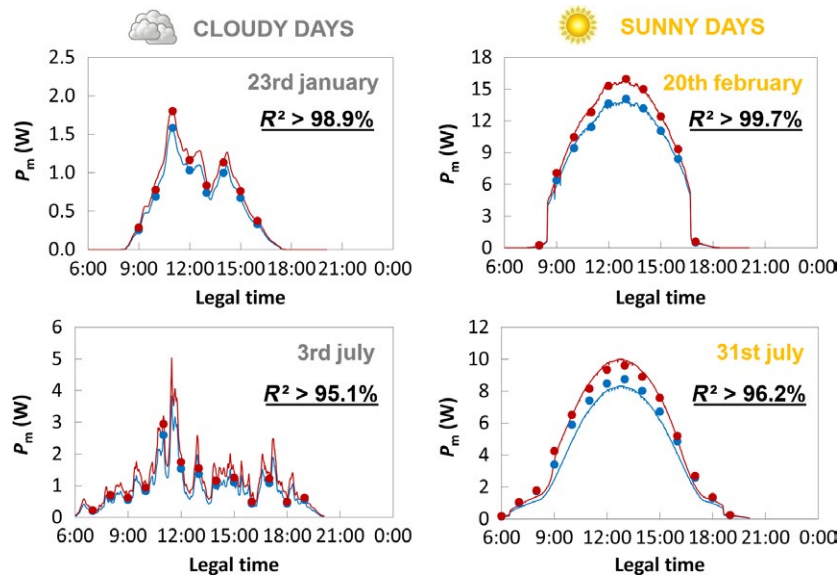 CLOUDY DAYS
SUNNY DAYS
2.5
2.0
1.5
1.0
0.5
0.0
Pm (W)
23rd january
R² > 98.9%
6:00 9:00 12:00 15:00 18:00 21:00 0:00
Legal time
18
15
12
9
6
3
0
Pm (W)
20th february
R² > 99.7%
6:00 9:00 12:00 15:00 18:00 21:00 0:00
Legal time
6
5
4
3
2
1
0
Pm (W)
3rd july
R² > 95.1%
6:00 9:00 12:00 15:00 18:00 21:00 0:00
Legal time
12
10
8
6
4
2
0
Pm (W)
31st july
R² > 96.2%
6:00 9:00 12:00 15:00 18:00 21:00 0:00
Legal time